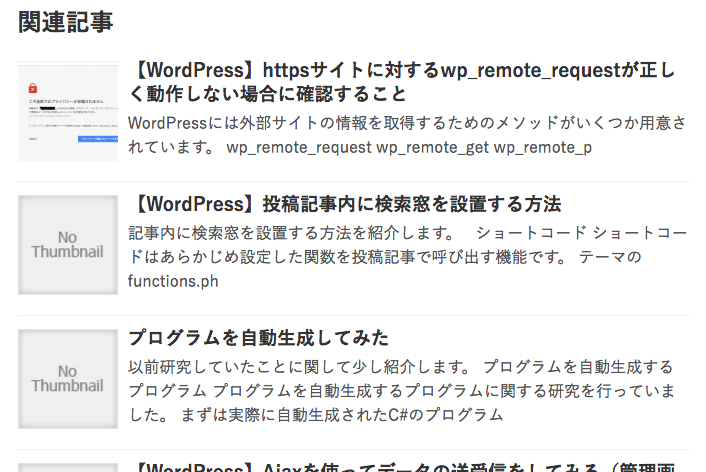 関連記事
【WordPress】httpsサイトに対するwp_remote_requestが正し
く動作しない場合に確認すること
WordPressには外部サイトの情報を取得するためのメソッドがいくつか用意さ
れています。 wp_remote_request wp_remote_get wp_remote_p
No
Thumbnail
【WordPress】投稿記事内に検索窓を設置する方法
記事内に検索窓を設置する方法を紹介します。　ショートコード ショートコー
ドはあらかじめ設定した関数を投稿記事で呼び出す機能です。 テーマの
functions.ph
No
Thumbnail
プログラムを自動生成してみた
以前研究していたことに関して少し紹介します。 プログラムを自動生成する
プログラム プログラムを自動生成するプログラムに関する研究を行っていま
した。 まずは実際に自動生成されたC#のプログラム
【WordPress】Ajaxを使ってデータの送受信をしてみる（管理画